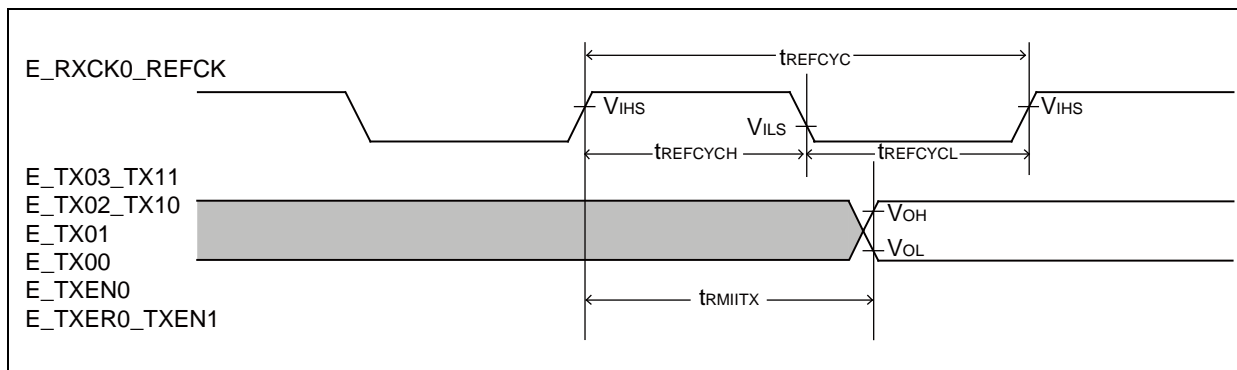 tREFCYC
E_RXCK0_REFCK
VIHS
VILS
VIHS
tREFCYCH
tREFCYCL
E_TX03_TX11
E_TX02_TX10
E_TX01
E_TX00
E_TXEN0
E_TXER0_TXEN1
VOH
VOL
tRMIITX